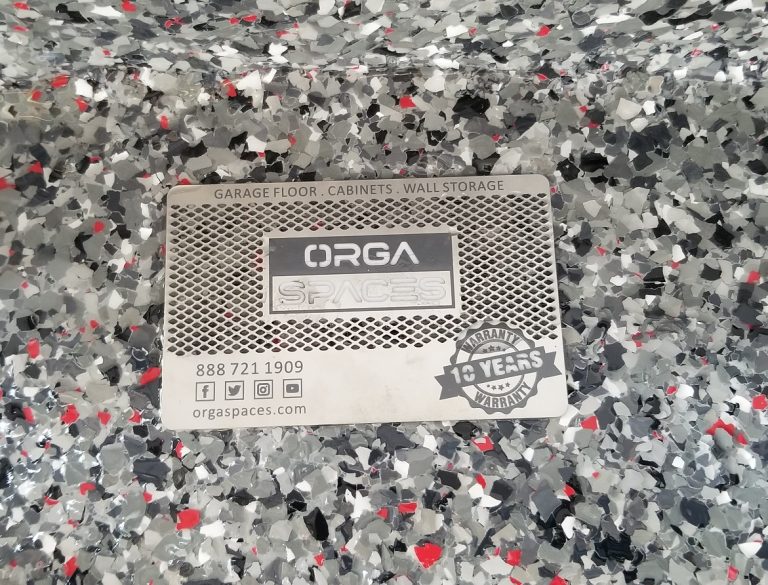 GARAGE FLOOR . CABINETS . WALL STORAGE
ORGA
SPACES
888 721 1909
orgaspaces.com
WARRANTY
10 YEARS
WARRANTY